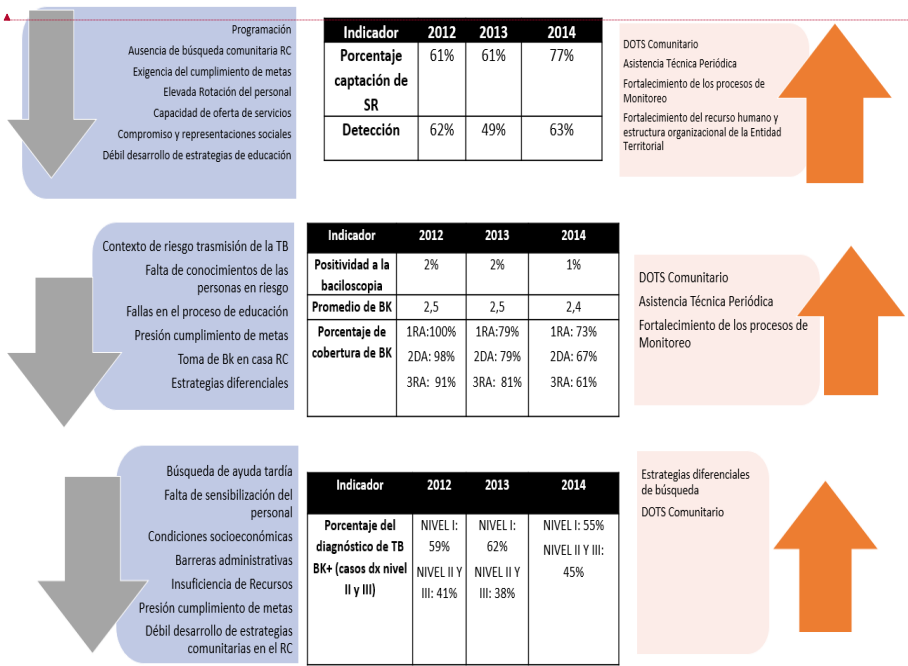 Programación
Ausencia de búsqueda comunitaria RC
Exigencia del cumplimiento de metas
Elevada Rotación del personal
Capacidad de oferta de servicios
Compromiso y representaciones sociales
Débil desarrollo de estrategias de educación
Indicador 2012 2013 2014
Porcentaje 61% 61% 77%
captación de
SR
Detección 62% 49% 63%
DOTS Comunitario
Asistencia Técnica Periódica
Fortalecimiento de los procesos de
Monitoreo
Fortalecimiento del recurso humano y
estructura organizacional de la Entidad
Territorial
Contexto de riesgo trasmisión de la TB
Falta de conocimientos de las
personas en riesgo
Fallas en el proceso de educación
Presión cumplimiento de metas
Toma de Bk en casa RC
Estrategias diferenciales
Indicador 2012 2013 2014
Positividad a la 2% 2% 1%
baciloscopia
Promedio de BK 2,5 2,5 2,4
Porcentaje de 1RA:100% 1RA:79% 1RA: 73%
cobertura de BK 2DA: 98% 2DA: 79% 2DA: 67%
3RA: 91% 3RA: 81% 3RA: 61%
DOTS Comunitario
Asistencia Técnica Periódica
Fortalecimiento de los procesos de
Monitoreo
Búsqueda de ayuda tardía
Falta de sensibilización del
personal
Condiciones socioeconómicas
Barreras administrativas
Insuficiencia de Recursos
Presión cumplimiento de metas
Débil desarrollo de estrategias
comunitarias en el RC
Indicador 2012 2013 2014
Porcentaje del NIVEL I: NIVEL I: NIVEL I: 55%
diagnóstico de TB 59% 62% NIVEL II Y III:
BK+ (casos dx nivel NIVEL II Y NIVEL II Y 45%
II y III) III: 41% III: 38%
Estrategias diferenciales
de búsqueda
DOTS Comunitario